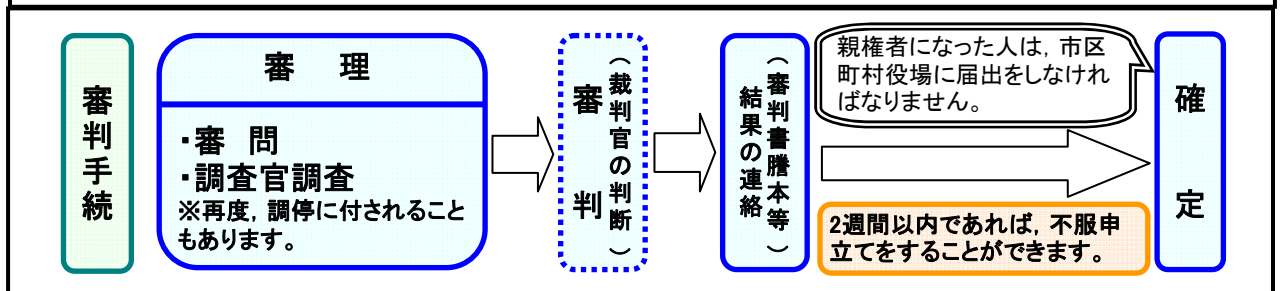 審判手続
審　理
・審　問
・調査官調査
※再度，調停に付されること
もあります。
審　判
（裁判官の判断）
結果の連絡
（審判書謄本等）
親権者になった人は，市区
町村役場に届出をしなけれ
ばなりません。
2週間以内であれば，不服申
立てをすることができます。
確　定